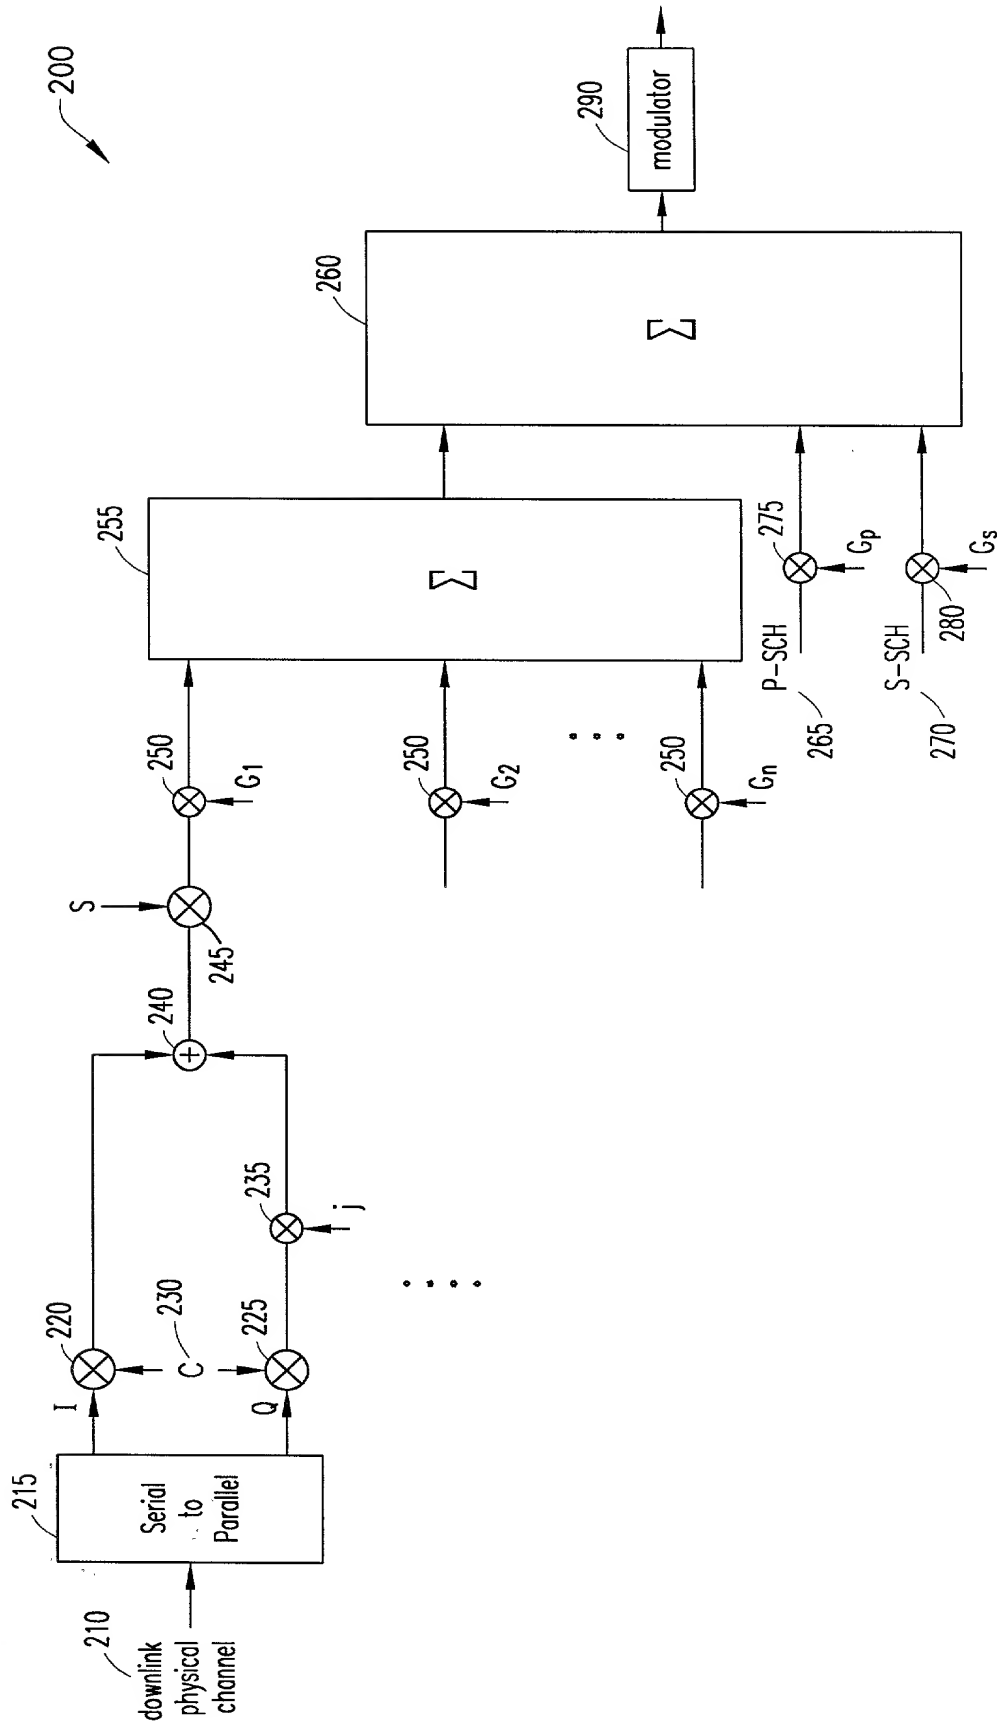 200
210
downlink
physical
channel
215
Serial
to
Parallel
I
Q
220
C
230
225
235
j
240
S
245
250
G1
250
G2
250
Gn
255
Σ
260
Σ
P-SCH
265
275
Gp
S-SCH
270
280
Gs
290
modulator